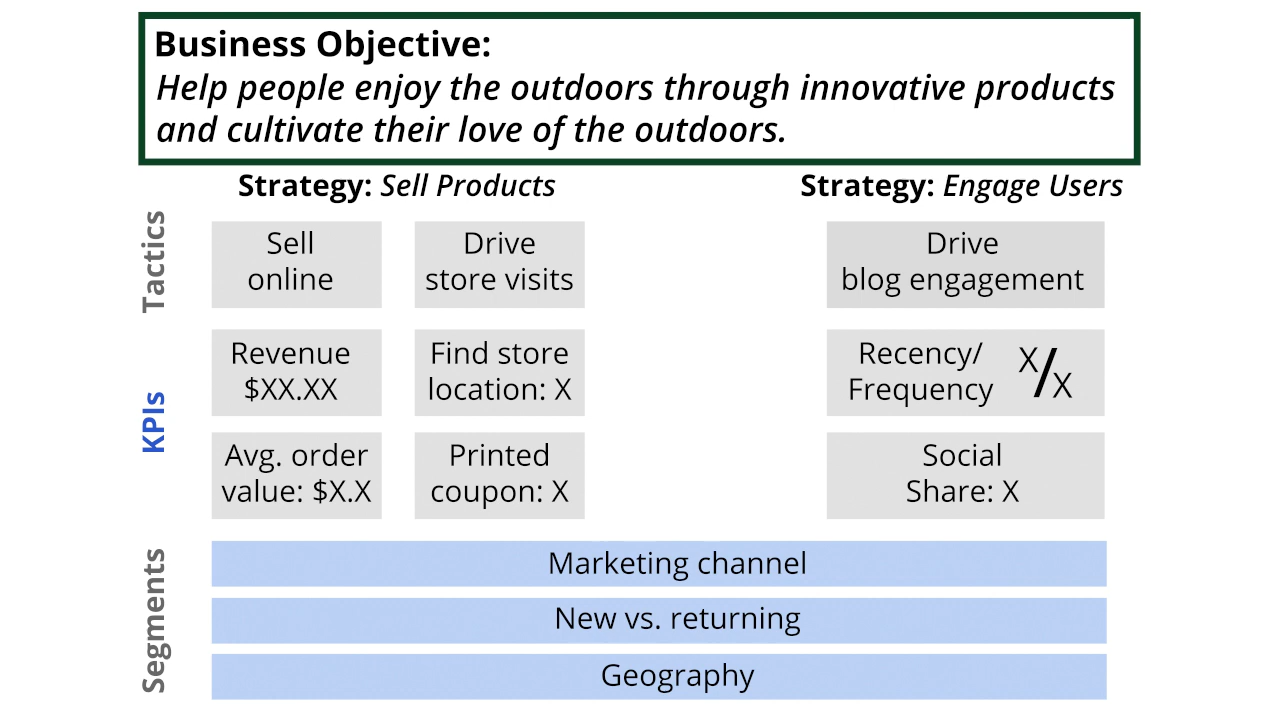 Business Objective:
Help people enjoy the outdoors through innovative products
and cultivate their love of the outdoors.
Strategy: Sell Products
Strategy: Engage Users
Tactics
Sell
online
Drive
store visits
Drive
blog engagement
KPIs
Revenue
$XX.XX
Find store
location: X
Recency/
Frequency
X/X
Avg. order
value: $X.X
Printed
coupon: X
Social
Share: X
Segments
Marketing channel
New vs. returning
Geography